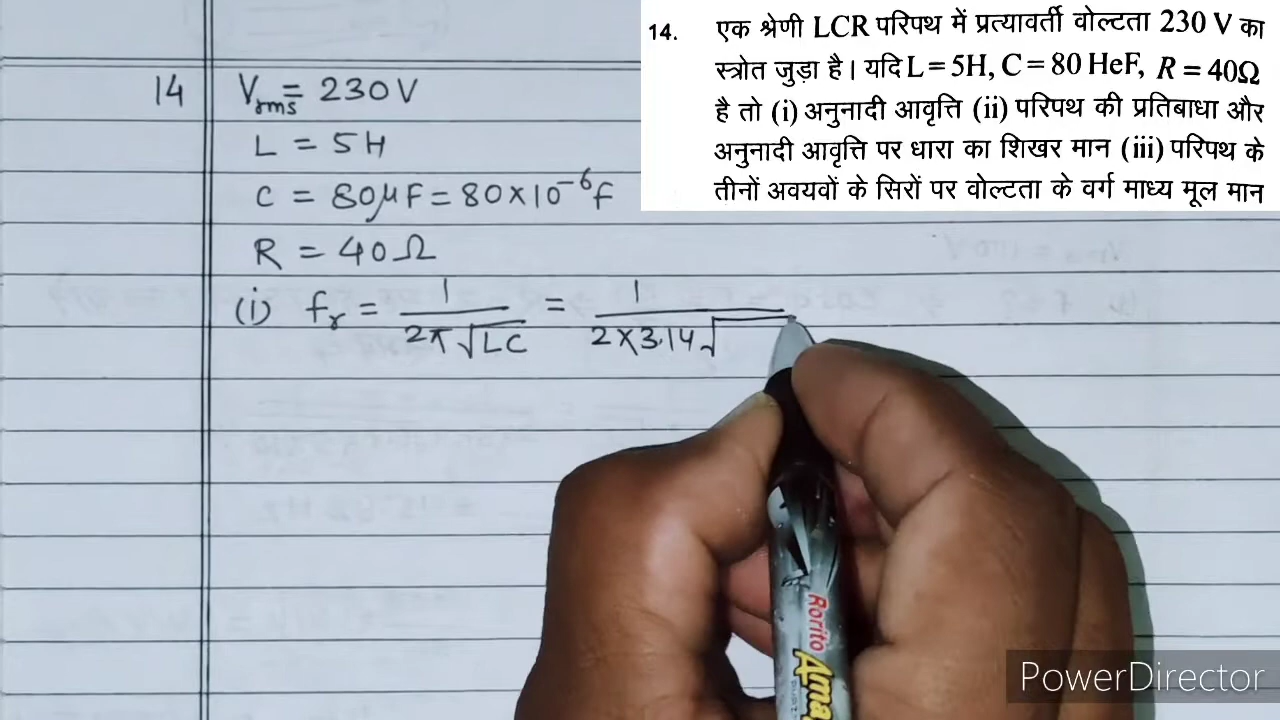 14. एक श्रेणी LCR परिपथ में प्रत्यावर्ती वोल्टता 230 V का
स्त्रोत जुड़ा है। यदि L = 5H, C = 80 HeF, R = 40Ω
है तो (i) अनुनादी आवृत्ति (ii) परिपथ की प्रतिबाधा और
अनुनादी आवृत्ति पर धारा का शिखर मान (iii) परिपथ के
तीनों अवयवों के सिरों पर वोल्टता के वर्ग माध्य मूल मान
14 Vrms = 230V
L = 5H
C = 80μF = 80×10⁻⁶F
R = 40Ω
(i) fr = 1/2π√LC = 1/2×3.14√
Rorito
PowerDirector